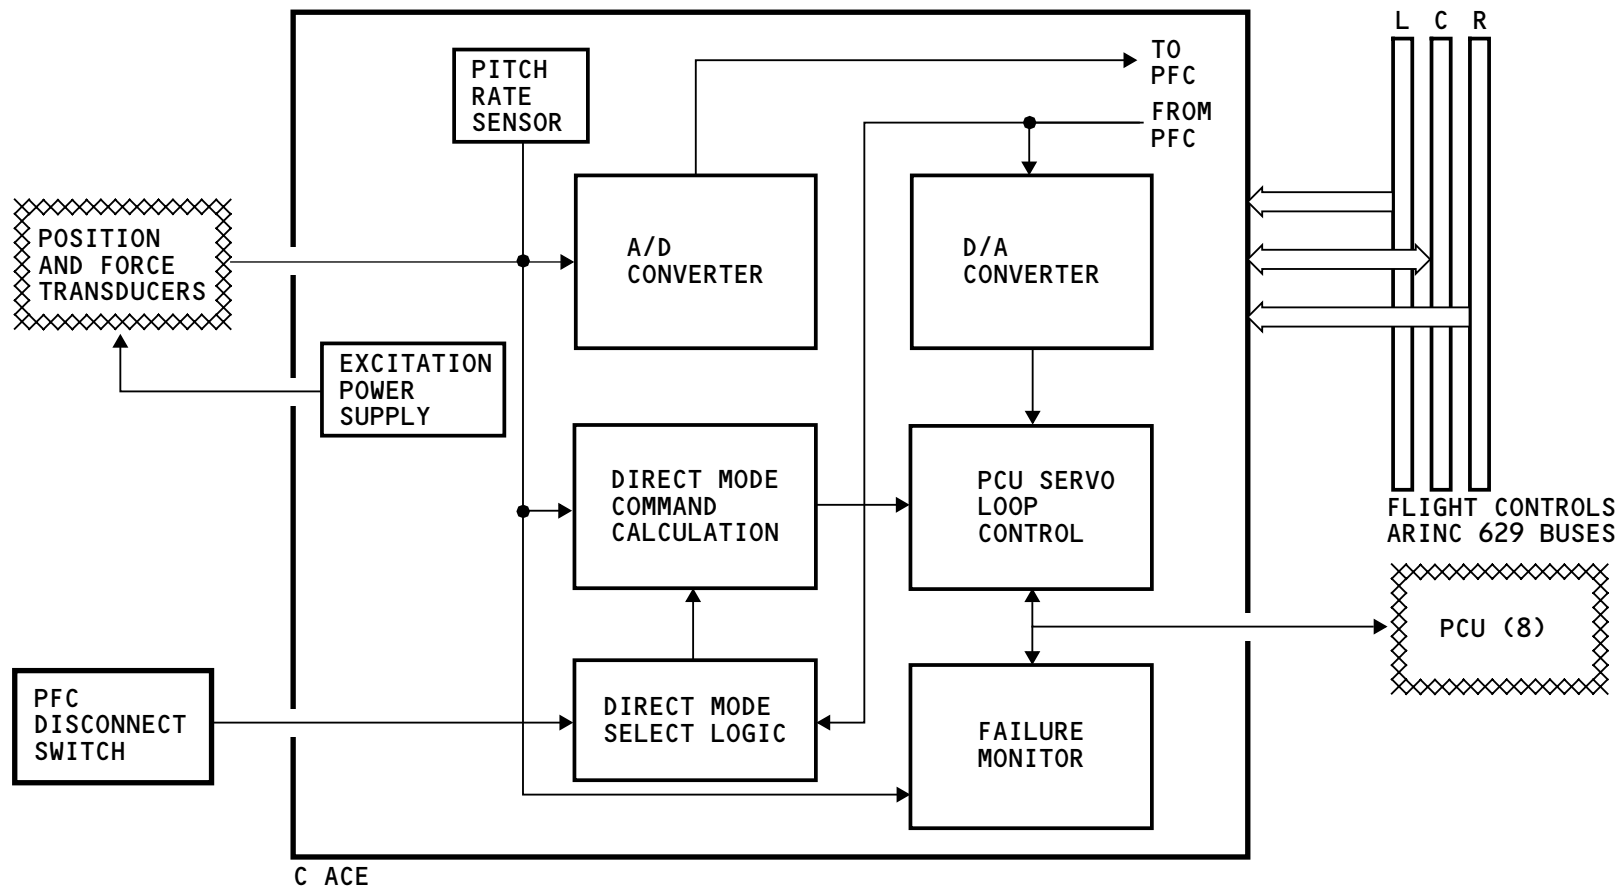 L C R
TO
PFC
FROM
PFC
PITCH
RATE
SENSOR
POSITION
AND FORCE
TRANSDUCERS
A/D
CONVERTER
D/A
CONVERTER
EXCITATION
POWER
SUPPLY
DIRECT MODE
COMMAND
CALCULATION
PCU SERVO
LOOP
CONTROL
FLIGHT CONTROLS
ARINC 629 BUSES
PCU (8)
PFC
DISCONNECT
SWITCH
DIRECT MODE
SELECT LOGIC
FAILURE
MONITOR
C ACE